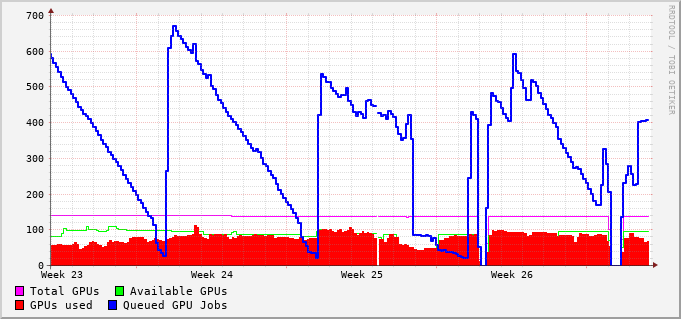 700
600
500
400
300
200
100
0
Week 23 Week 24 Week 25 Week 26
Total GPUs Available GPUs
GPUs used Queued GPU Jobs
RRDTOOL / TOBI OETIKER